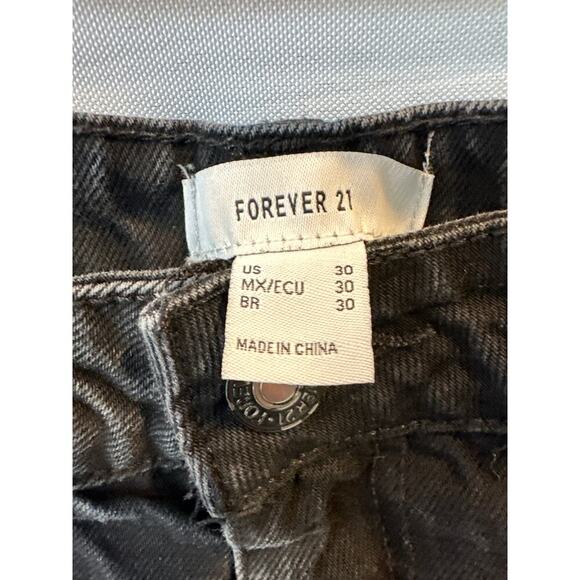 FOREVER 21
US 30
MX/ECU 30
BR 30
MADE IN CHINA